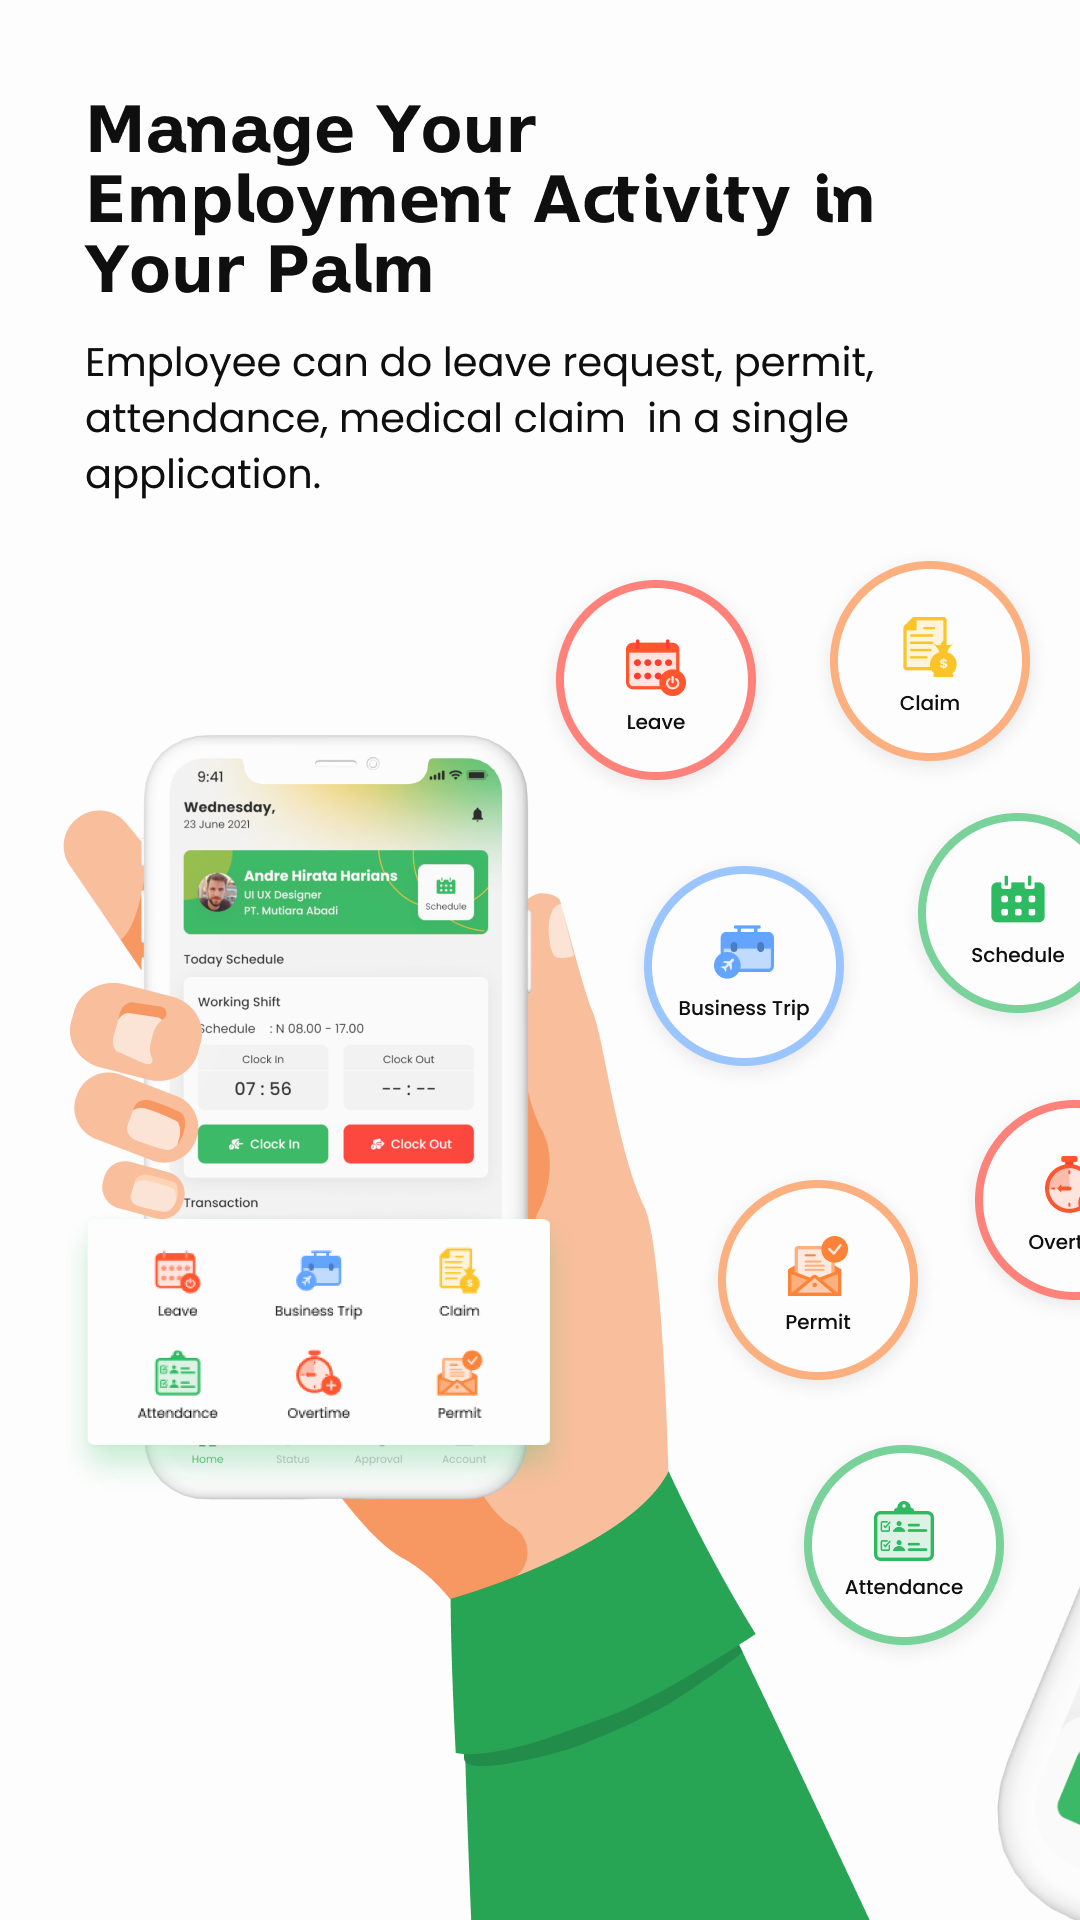 Manage Your
Employment Activity in
Your Palm
Employee can do leave request, permit,
attendance, medical claim  in a single
application.
Leave
Claim
Business Trip
Schedule
Permit
Attendance
9:41
Wednesday,
23 June 2021
Andre Hirata Harians
UI UX Designer
PT. Mutiara Abadi
Schedule
Today Schedule
Working Shift
Schedule : N 08.00 - 17.00
Clock In Clock Out
07 : 56 -- : --
Clock In Clock Out
Transaction
Leave Business Trip Claim
Attendance Overtime Permit
Home Status Approval Account